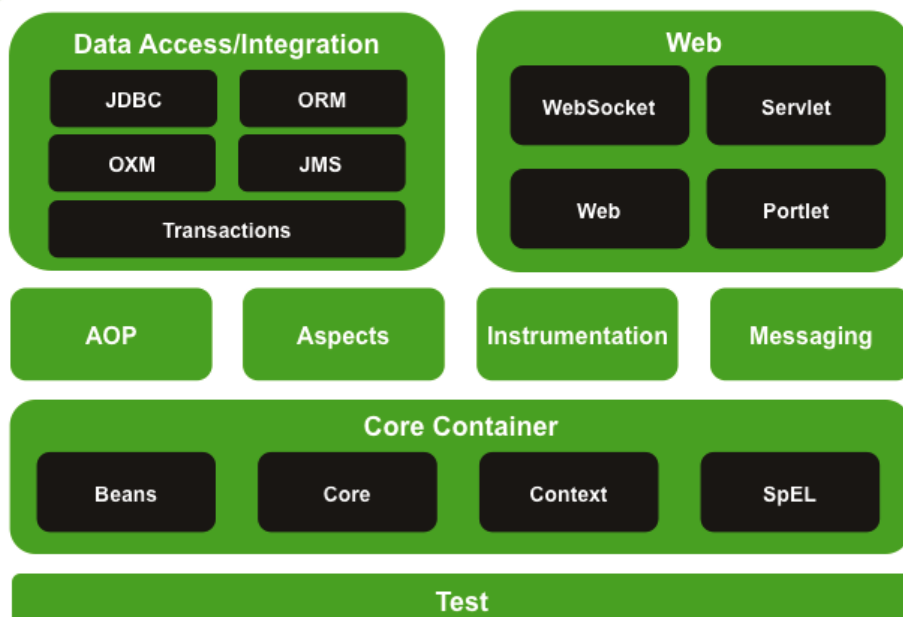 Data Access/Integration
JDBC
ORM
OXM
JMS
Transactions
Web
WebSocket
Servlet
Web
Portlet
AOP
Aspects
Instrumentation
Messaging
Core Container
Beans
Core
Context
SpEL
Test